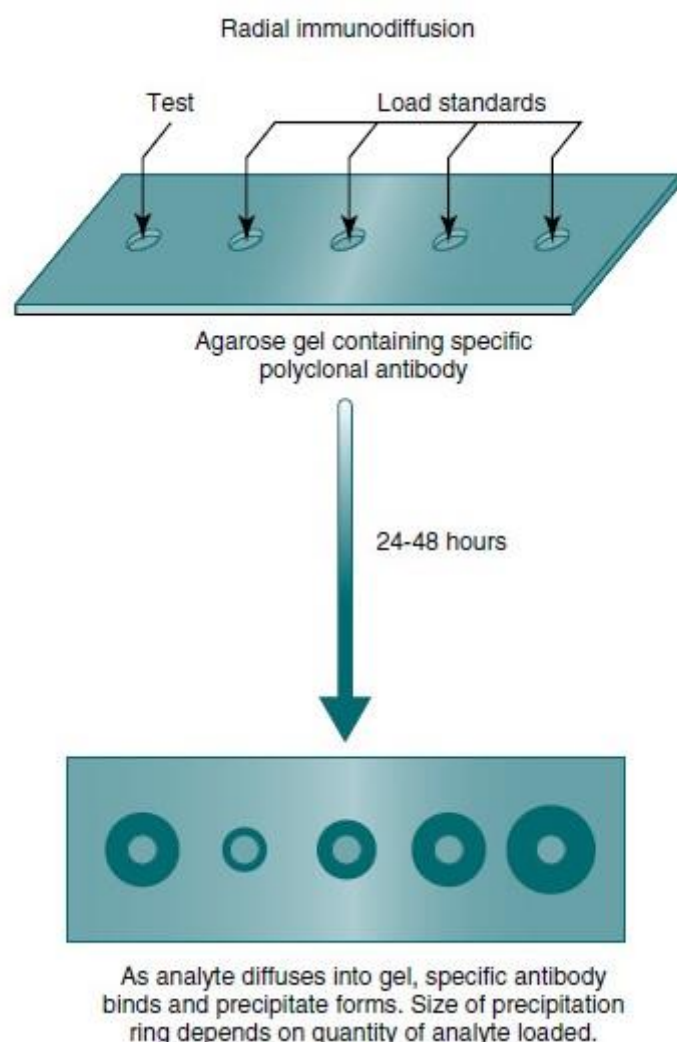 Radial immunodiffusion
Test
Load standards
Agarose gel containing specific
polyclonal antibody
24-48 hours
As analyte diffuses into gel, specific antibody
binds and precipitate forms. Size of precipitation
ring depends on quantity of analyte loaded.